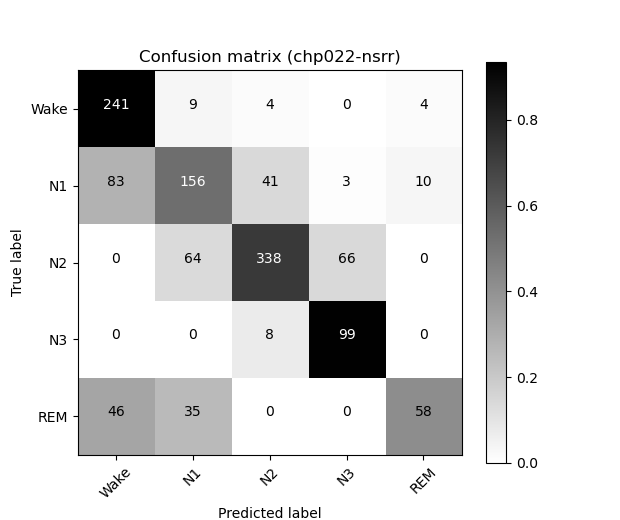 Confusion matrix (chp022-nsrr)
Wake 241 9 4 0 4
N1 83 156 41 3 10
N2 0 64 338 66 0
N3 0 0 8 99 0
REM 46 35 0 0 58
Wake N1 N2 N3 REM
True label
Predicted label
0.8
0.6
0.4
0.2
0.0